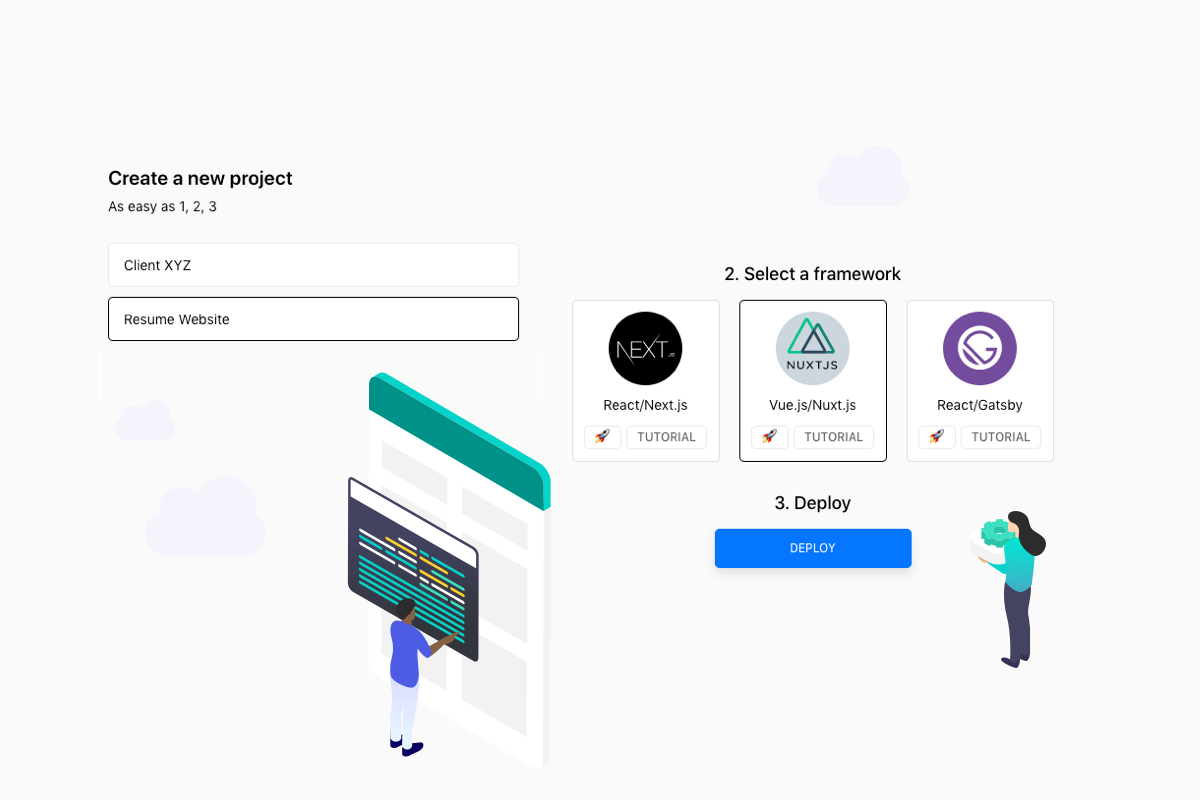 Create a new project
As easy as 1, 2, 3
Client XYZ
Resume Website
2. Select a framework
NEXT.JS
React/Next.js
TUTORIAL
NUXTJS
Vue.js/Nuxt.js
TUTORIAL
G
React/Gatsby
TUTORIAL
3. Deploy
DEPLOY